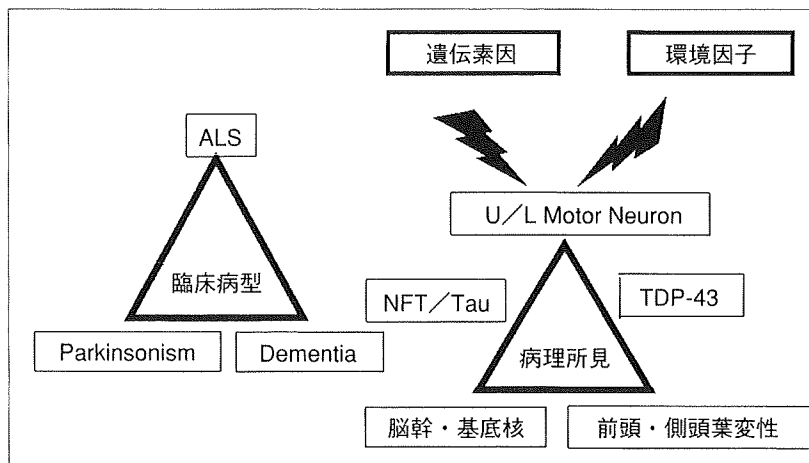 遺伝素因
環境因子
ALS
U／L Motor Neuron
臨床病型
NFT／Tau
TDP-43
Parkinsonism
Dementia
病理所見
脳幹・基底核
前頭・側頭葉変性